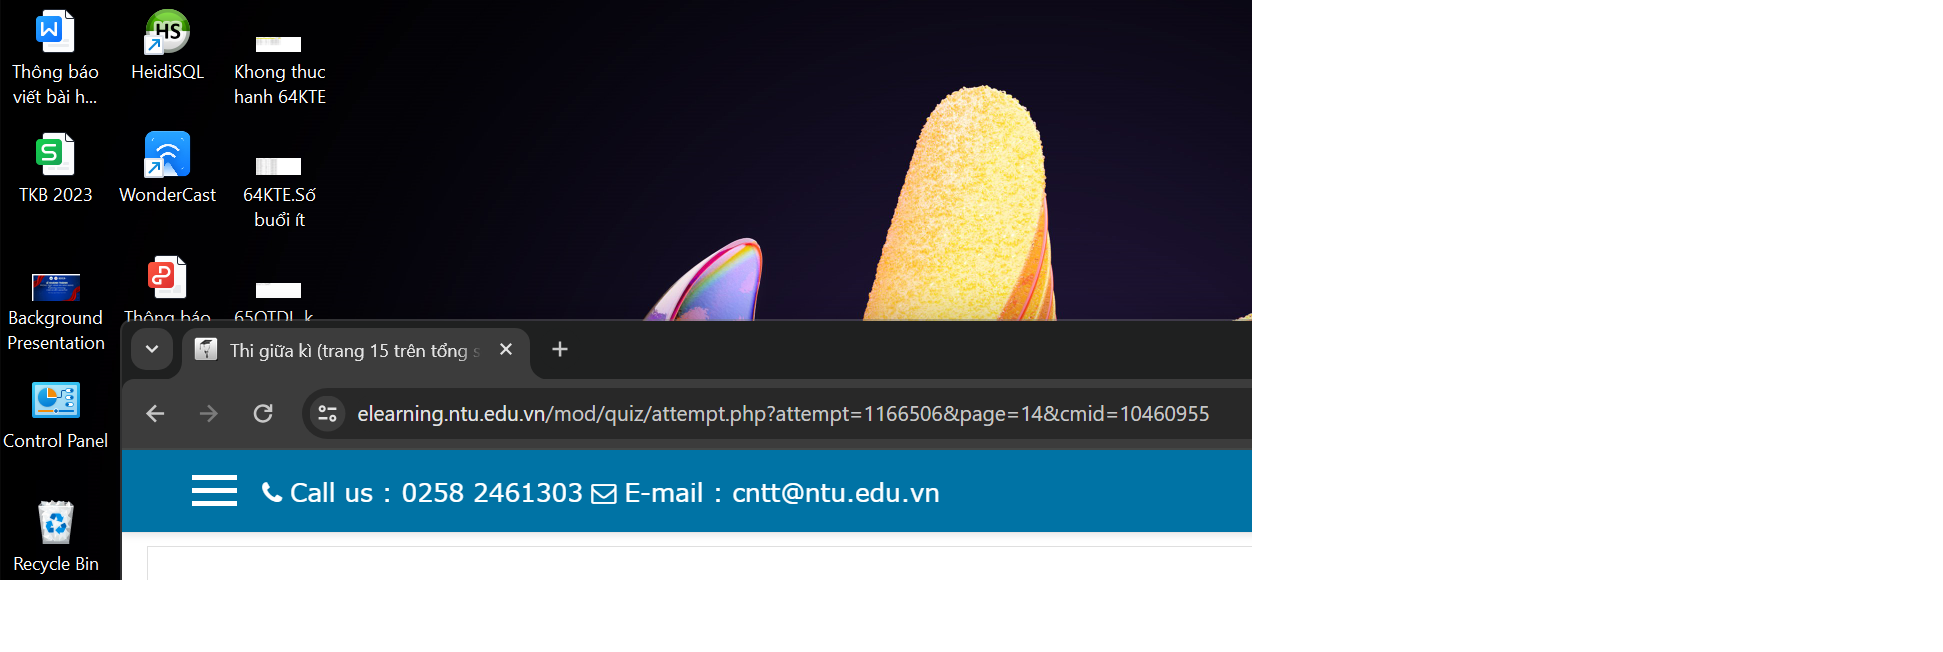 Thông báo
viết bài h...
HeidiSQL
Khong thuc
hanh 64KTE
TKB 2023
WonderCast
64KTE.Số
buổi ít
Background
Presentation
Thông báo
65QTDL k
Control Panel
Recycle Bin
Thi giữa kì (trang 15 trên tổng s
elearning.ntu.edu.vn/mod/quiz/attempt.php?attempt=1166506&page=14&cmid=10460955
Call us : 0258 2461303 E-mail : cntt@ntu.edu.vn